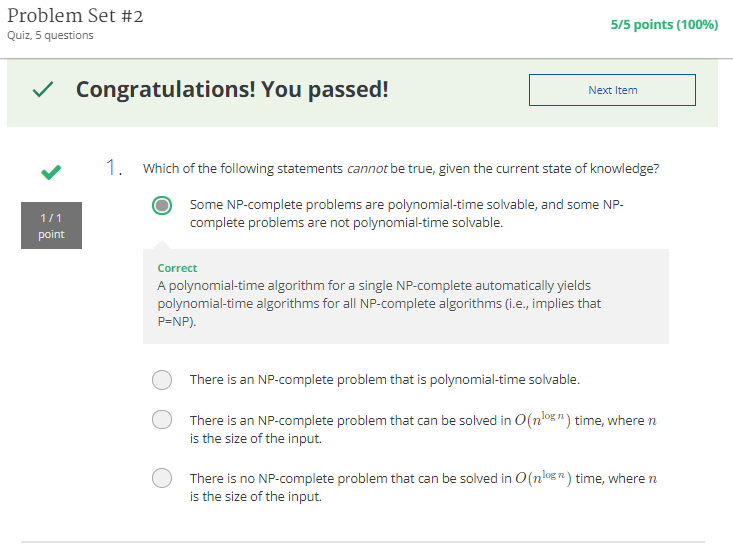 Problem Set #2
Quiz, 5 questions
5/5 points (100%)
Congratulations! You passed!
Next Item
1. Which of the following statements cannot be true, given the current state of knowledge?
1 / 1
point
Some NP-complete problems are polynomial-time solvable, and some NP-
complete problems are not polynomial-time solvable.
Correct
A polynomial-time algorithm for a single NP-complete automatically yields
polynomial-time algorithms for all NP-complete algorithms (i.e., implies that
P=NP).
There is an NP-complete problem that is polynomial-time solvable.
There is an NP-complete problem that can be solved in O(n^{log n}) time, where n
is the size of the input.
There is no NP-complete problem that can be solved in O(n^{log n}) time, where n
is the size of the input.